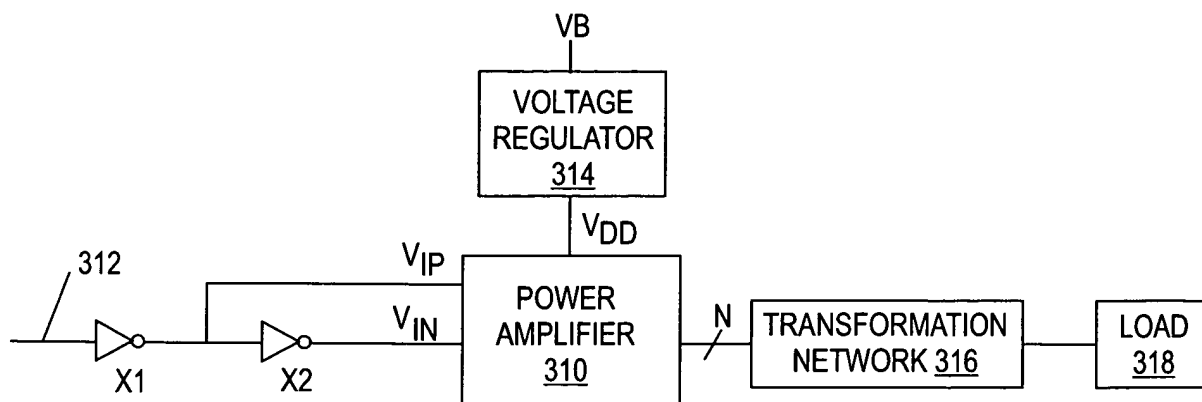 VB
VOLTAGE
REGULATOR
314
VDD
312
VIP
VIN
X1
X2
POWER
AMPLIFIER
310
N
TRANSFORMATION
NETWORK 316
LOAD
318